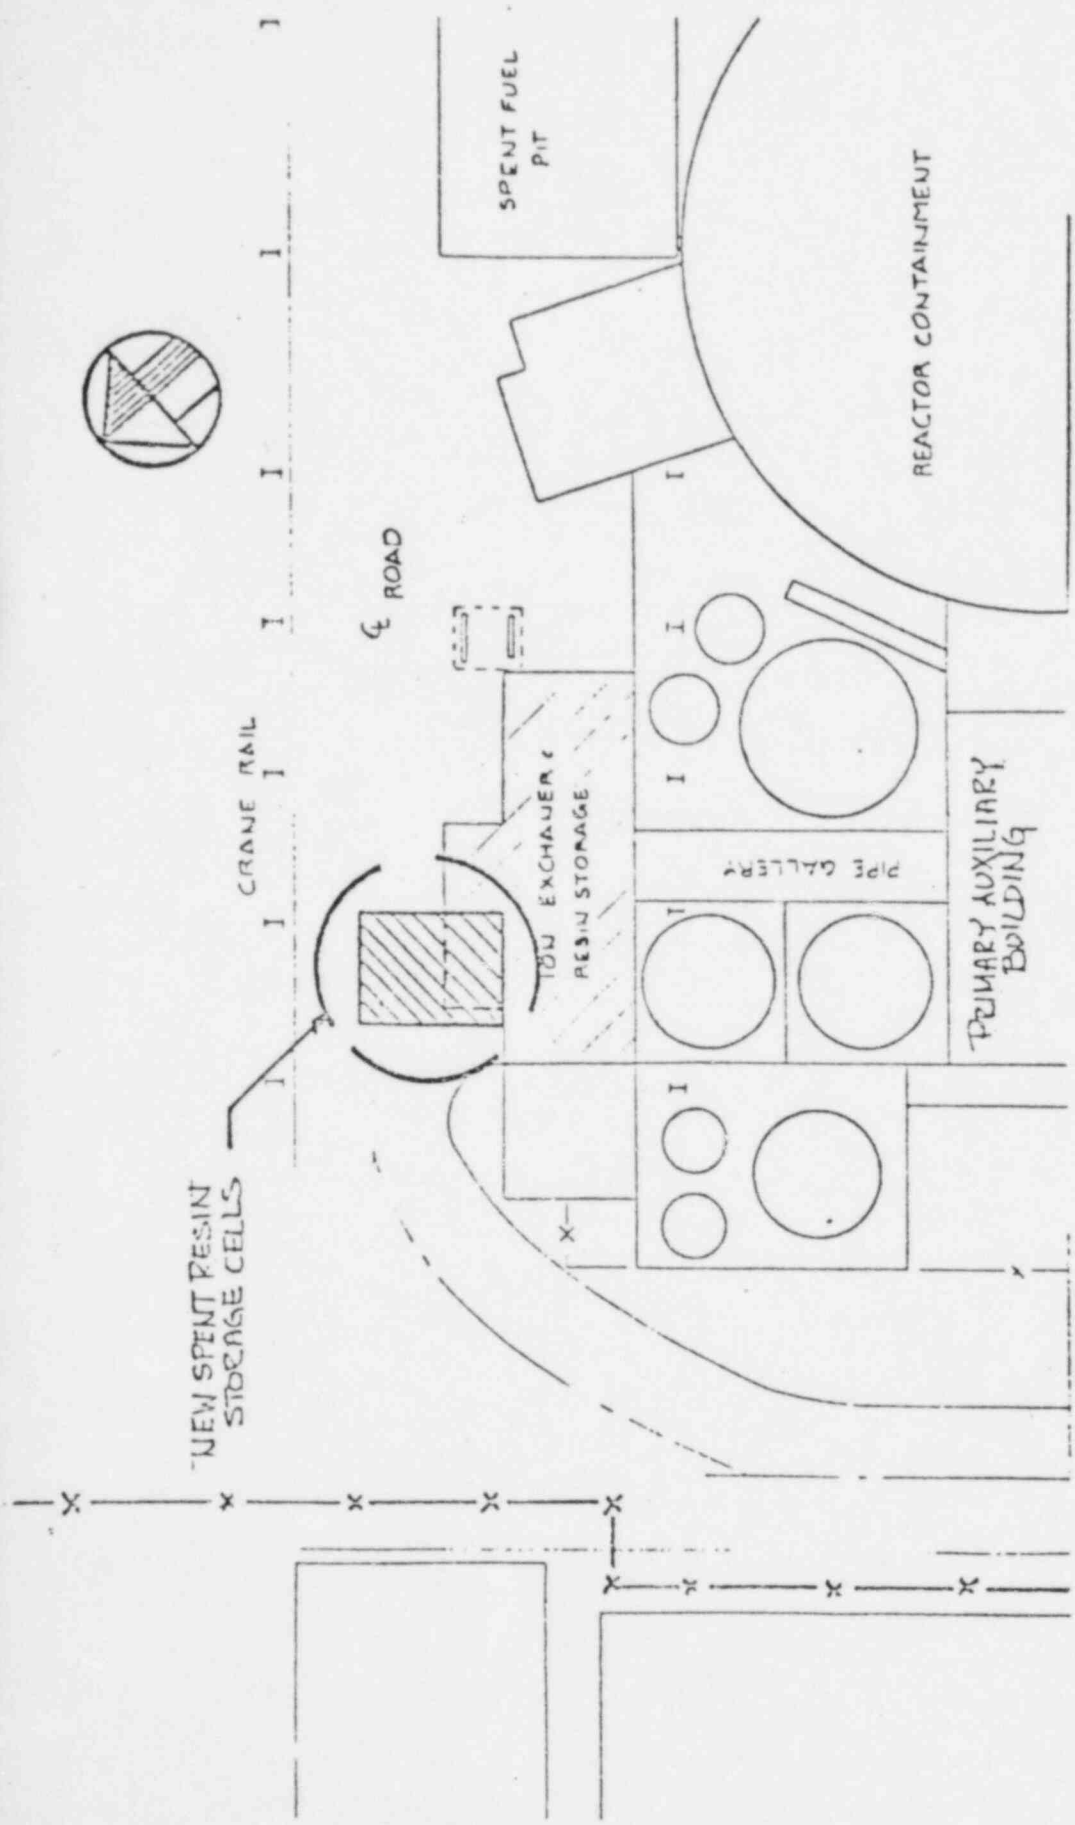 SPENT FUEL
PIT
REACTOR CONTAINMENT
℄ ROAD
CRANE RAIL
ION EXCHANER &
RESIN STORAGE
PIPE GALLERY
PRIMARY AUXILIARY
BUILDING
NEW SPENT RESIN
STORAGE CELLS